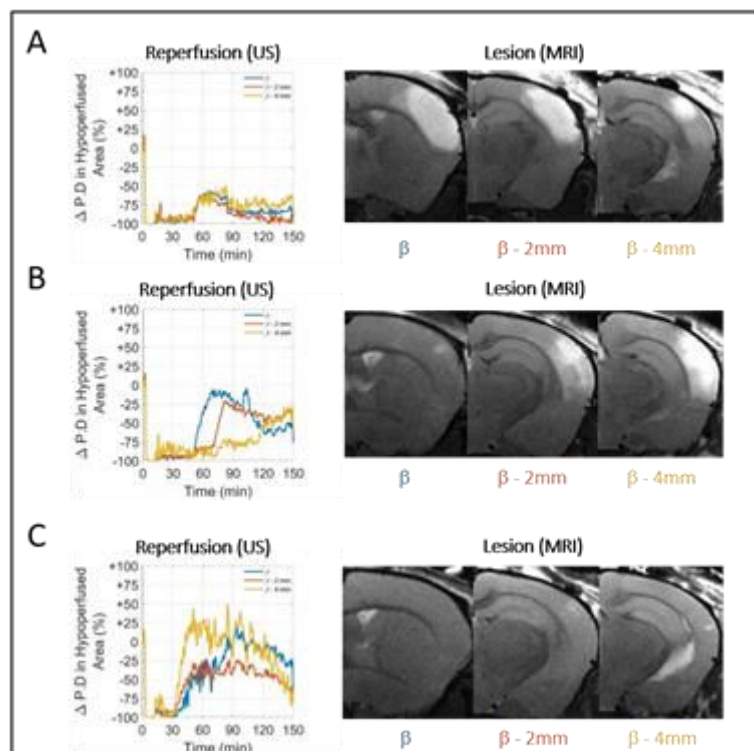 A
Reperfusion (US)
Lesion (MRI)
Δ P.D in Hypoperfused
Area (%)
+100
+75
+50
+25
0
-25
-50
-75
-100
0 30 60 90 120 150
Time (min)
β β - 2mm β - 4mm
B
Reperfusion (US)
Lesion (MRI)
Δ P.D in Hypoperfused
Area (%)
+100
+75
+50
+25
0
-25
-50
-75
-100
0 30 60 90 120 150
Time (min)
β β - 2mm β - 4mm
C
Reperfusion (US)
Lesion (MRI)
Δ P.D in Hypoperfused
Area (%)
+100
+75
+50
+25
0
-25
-50
-75
-100
0 30 60 90 120 150
Time (min)
β β - 2mm β - 4mm